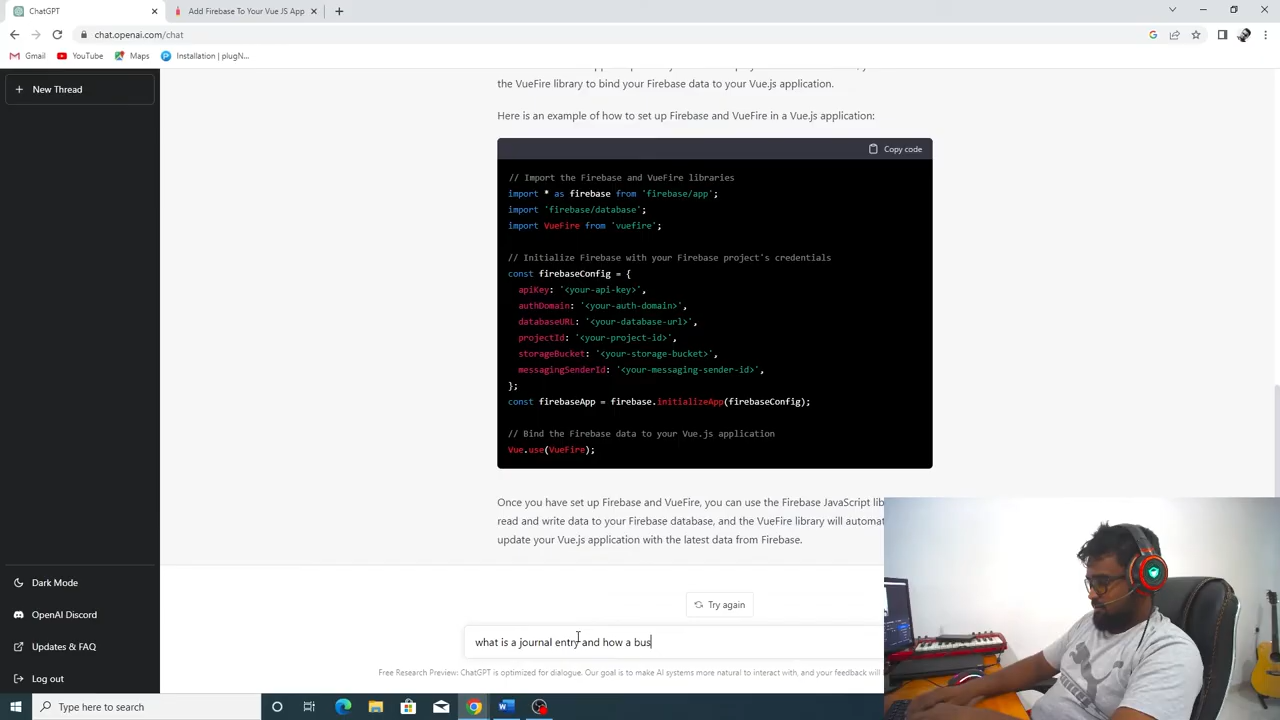 ChatGPT
Add Firebase To Your Vue JS App
chat.openai.com/chat
Gmail
YouTube
Maps
Installation | plugN...
New Thread
the VueFire library to bind your Firebase data to your Vue.js application.
Here is an example of how to set up Firebase and VueFire in a Vue.js application:
Copy code
// Import the Firebase and VueFire libraries
import * as firebase from 'firebase/app';
import 'firebase/database';
import VueFire from 'vuefire';
// Initialize Firebase with your Firebase project's credentials
const firebaseConfig = {
apiKey: '<your-api-key>',
authDomain: '<your-auth-domain>',
databaseURL: '<your-database-url>',
projectId: '<your-project-id>',
storageBucket: '<your-storage-bucket>',
messagingSenderId: '<your-messaging-sender-id>',
};
const firebaseApp = firebase.initializeApp(firebaseConfig);
// Bind the Firebase data to your Vue.js application
Vue.use(VueFire);
Once you have set up Firebase and VueFire, you can use the Firebase JavaScript lib
read and write data to your Firebase database, and the VueFire library will automat
update your Vue.js application with the latest data from Firebase.
Try again
what is a journal entry and how a bus
Free Research Preview: ChatGPT is optimized for dialogue. Our goal is to make AI systems more natural to interact with, and your feedback will
Dark Mode
OpenAI Discord
Updates & FAQ
Log out
Type here to search